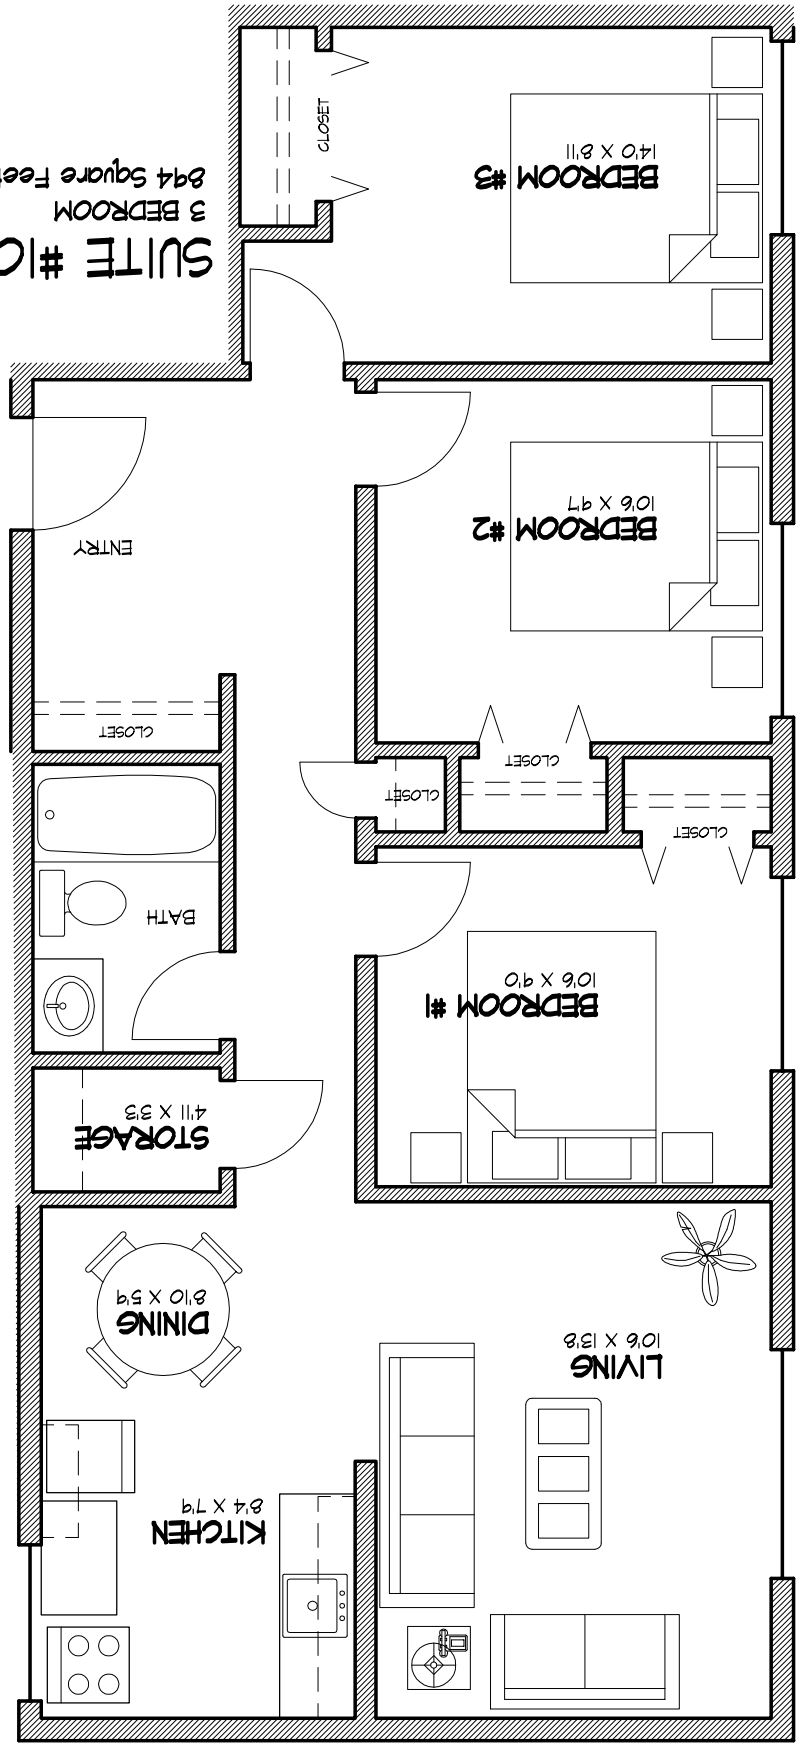 KITCHEN
8'4 X 7'9
LIVING
10'6 X 13'8
DINING
8'10 X 5'9
STORAGE
4'11 X 3'3
BEDROOM #1
10'6 X 9'0
BATH
CLOSET
CLOSET
CLOSET
CLOSET
ENTRY
BEDROOM #2
10'6 X 9'7
SUITE
3 BEDROOM
894 Square Feet
BEDROOM #3
14'0 X 8'11
CLOSET